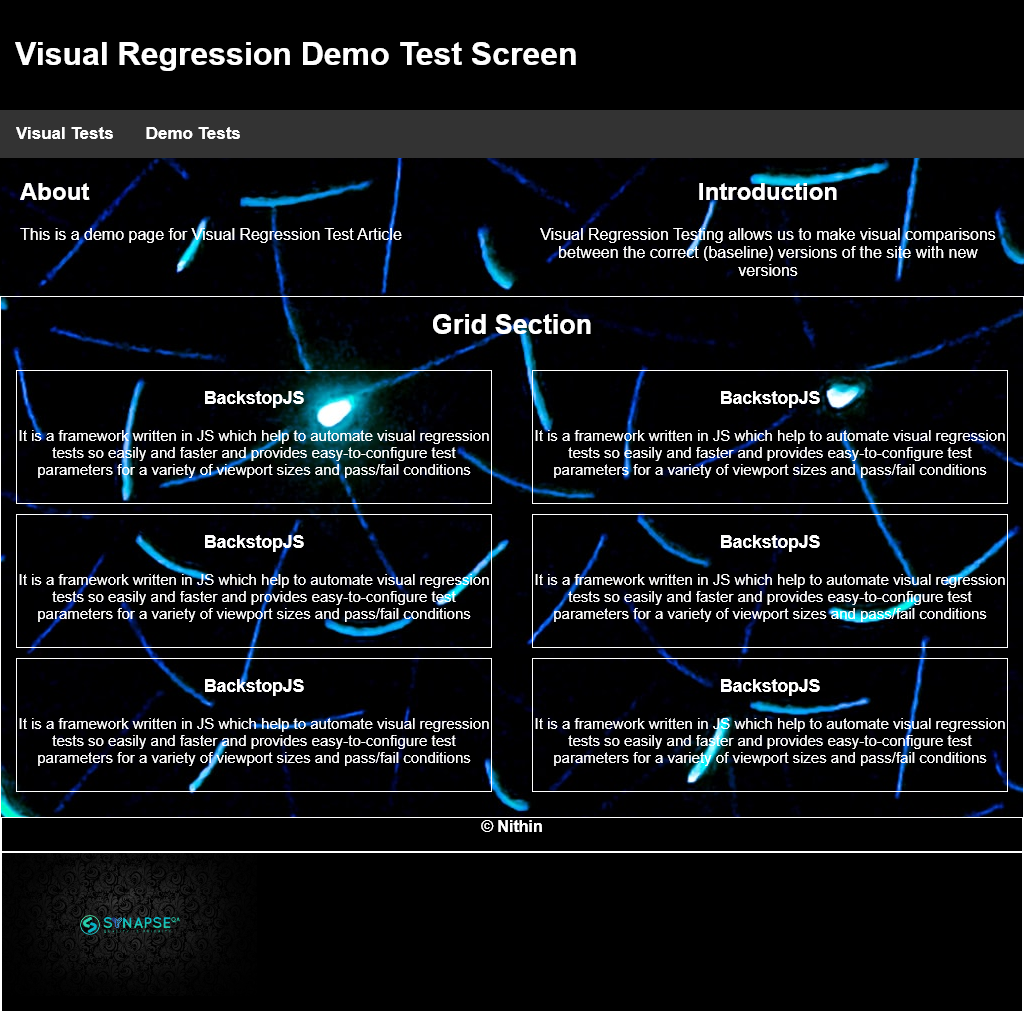 Visual Regression Demo Test Screen
Visual Tests
Demo Tests
About
This is a demo page for Visual Regression Test Article
Introduction
Visual Regression Testing allows us to make visual comparisons
between the correct (baseline) versions of the site with new
versions
Grid Section
BackstopJS
It is a framework written in JS which help to automate visual regression
tests so easily and faster and provides easy-to-configure test
parameters for a variety of viewport sizes and pass/fail conditions
BackstopJS
It is a framework written in JS which help to automate visual regression
tests so easily and faster and provides easy-to-configure test
parameters for a variety of viewport sizes and pass/fail conditions
BackstopJS
It is a framework written in JS which help to automate visual regression
tests so easily and faster and provides easy-to-configure test
parameters for a variety of viewport sizes and pass/fail conditions
BackstopJS
It is a framework written in JS which help to automate visual regression
tests so easily and faster and provides easy-to-configure test
parameters for a variety of viewport sizes and pass/fail conditions
BackstopJS
It is a framework written in JS which help to automate visual regression
tests so easily and faster and provides easy-to-configure test
parameters for a variety of viewport sizes and pass/fail conditions
BackstopJS
It is a framework written in JS which help to automate visual regression
tests so easily and faster and provides easy-to-configure test
parameters for a variety of viewport sizes and pass/fail conditions
© Nithin
SYNAPSE QA